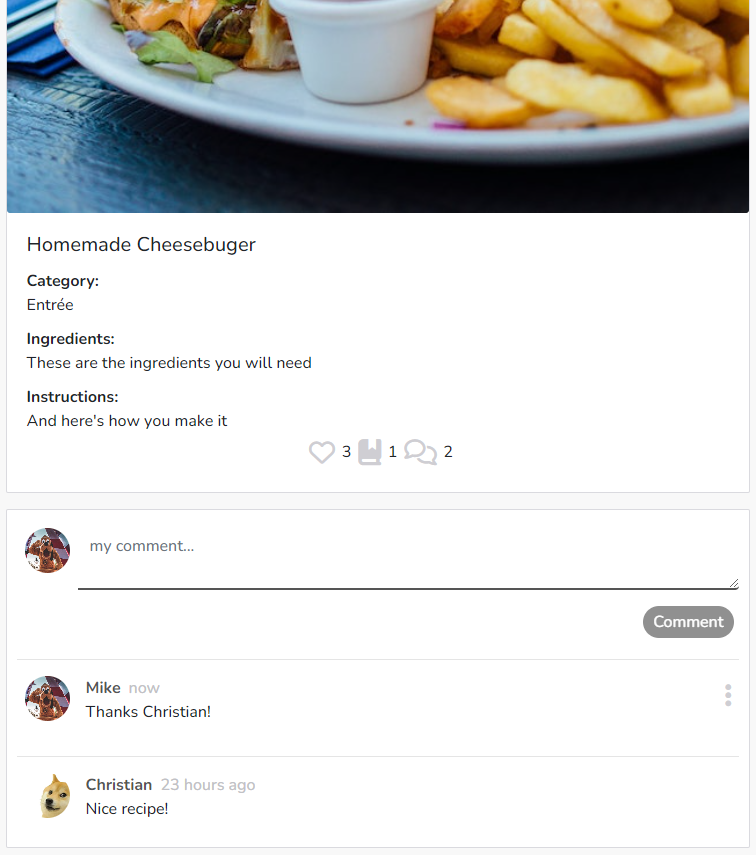 Homemade Cheesebuger
Category:
Entrée
Ingredients:
These are the ingredients you will need
Instructions:
And here's how you make it
3 1 2
my comment...
Comment
Mike now
Thanks Christian!
Christian 23 hours ago
Nice recipe!